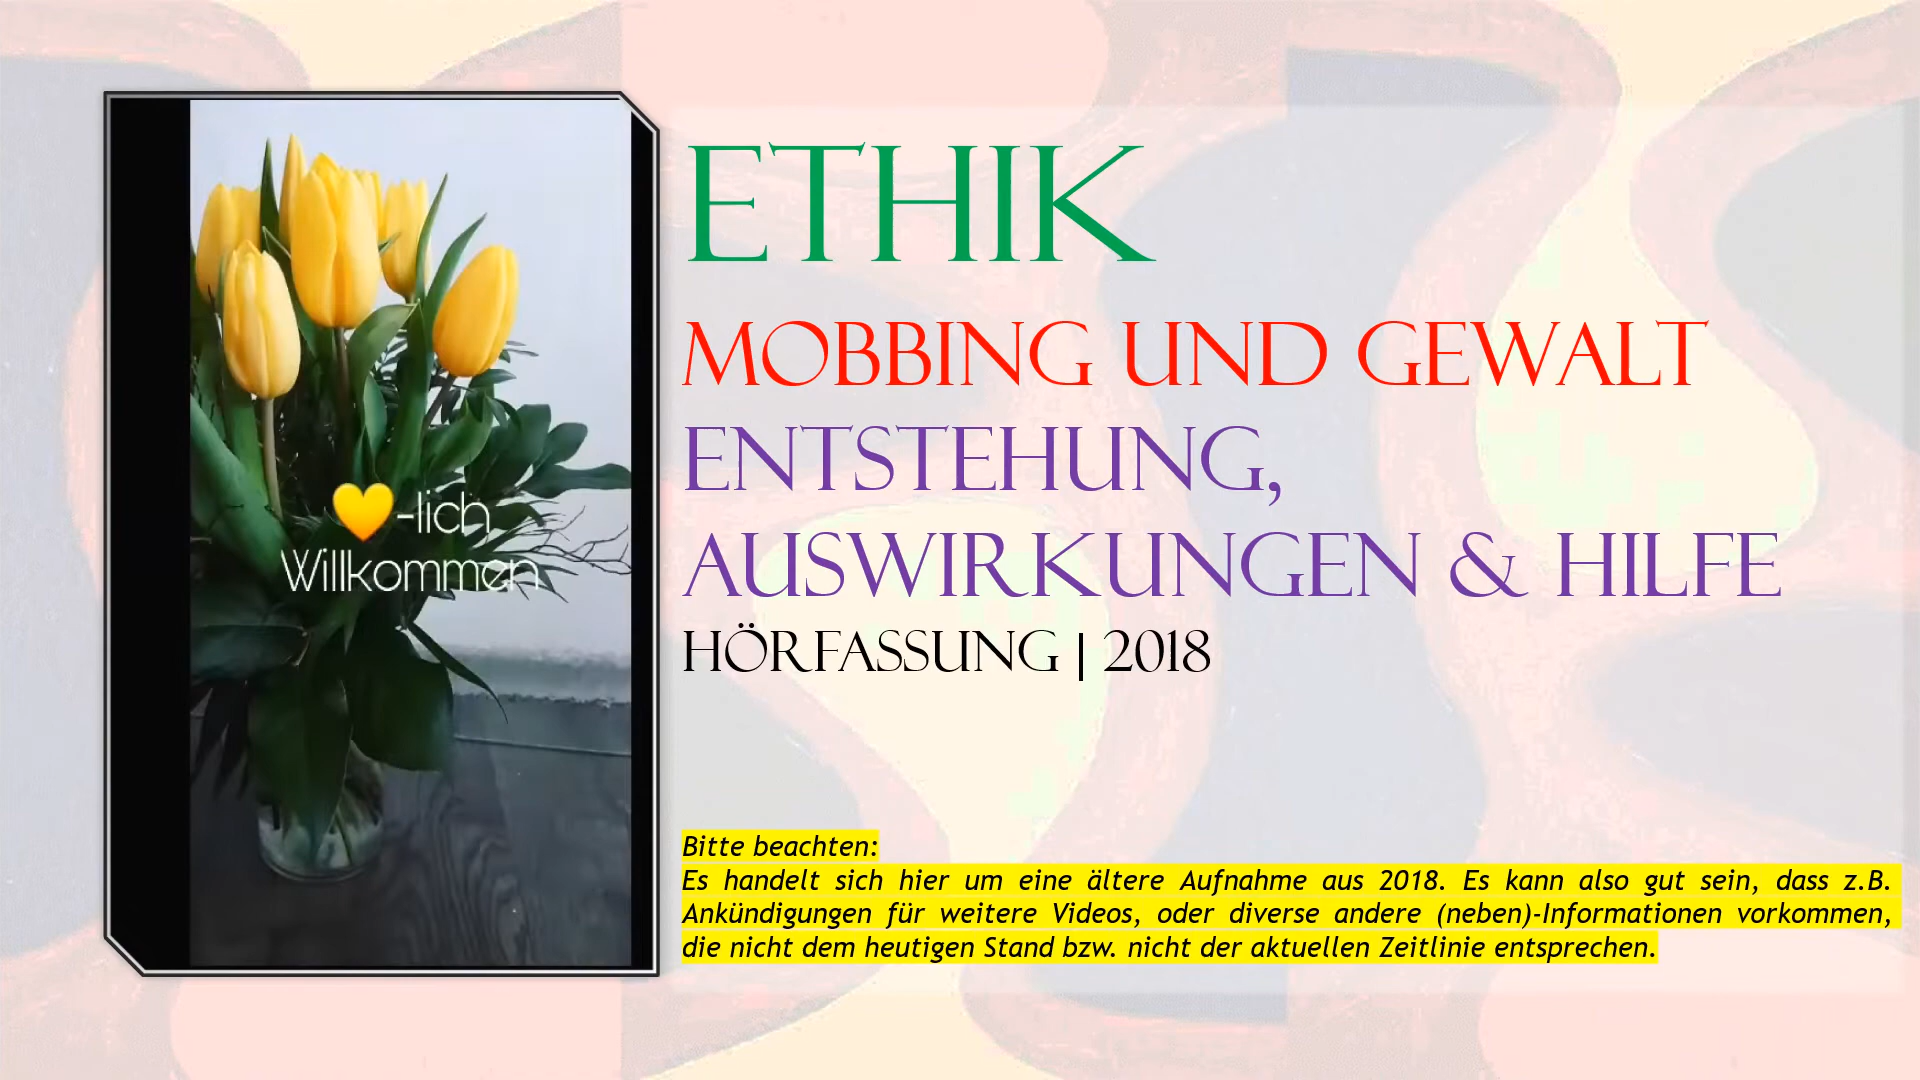 ETHIK
MOBBING UND GEWALT
ENTSTEHUNG,
AUSWIRKUNGEN & HILFE
HÖRFASSUNG | 2018
💛-lich
Willkommen
Bitte beachten:
Es handelt sich hier um eine ältere Aufnahme aus 2018. Es kann also gut sein, dass z.B.
Ankündigungen für weitere Videos, oder diverse andere (neben)-Informationen vorkommen,
die nicht dem heutigen Stand bzw. nicht der aktuellen Zeitlinie entsprechen.